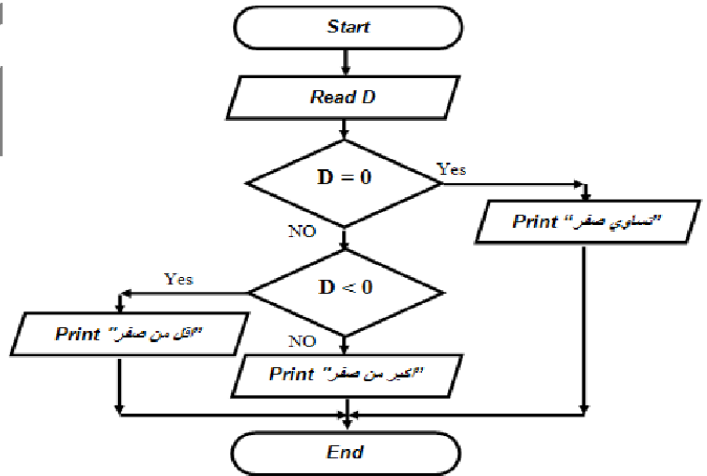 Start
Read D
D = 0
Yes
Print "تساوي صفر"
NO
D < 0
Yes
Print "اقل من صفر"
NO
Print "اكبر من صفر"
End